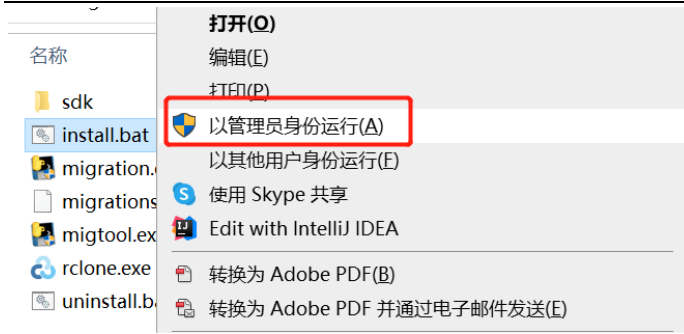 名称
sdk
install.bat
migration.
migrations
migtool.ex
rclone.exe
uninstall.b
打开(O)
编辑(E)
打印(P)
以管理员身份运行(A)
以其他用户身份运行(F)
使用 Skype 共享
Edit with IntelliJ IDEA
转换为 Adobe PDF(B)
转换为 Adobe PDF 并通过电子邮件发送(E)